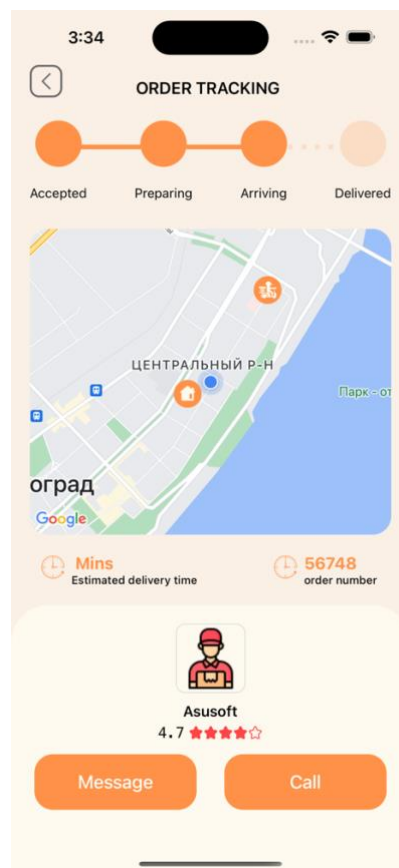 3:34
ORDER TRACKING
Accepted Preparing Arriving Delivered
ЦЕНТРАЛЬНЫЙ Р-Н
Парк - от
оград
Google
Mins
Estimated delivery time
56748
order number
Asusoft
4.7
Message Call